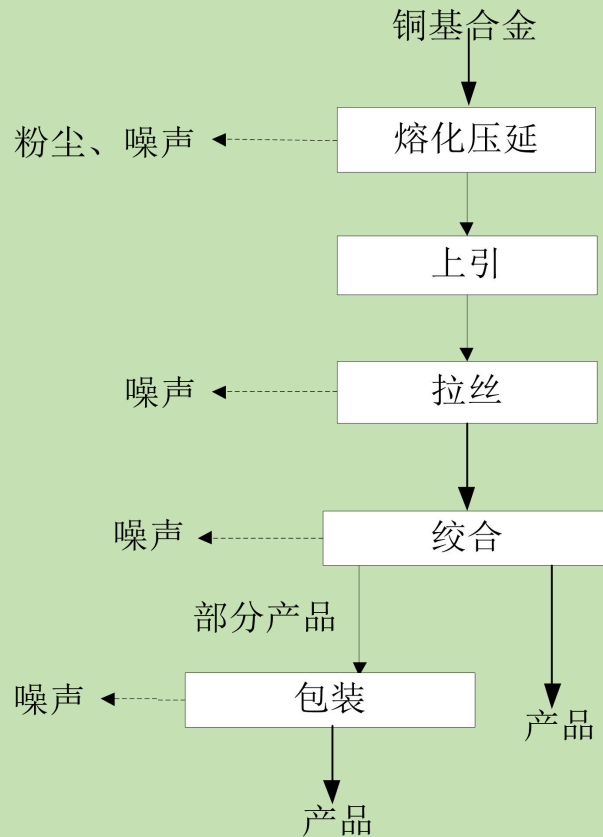 铜基合金
粉尘、噪声
熔化压延
上引
噪声
拉丝
噪声
绞合
部分产品
噪声
包装
产品
产品